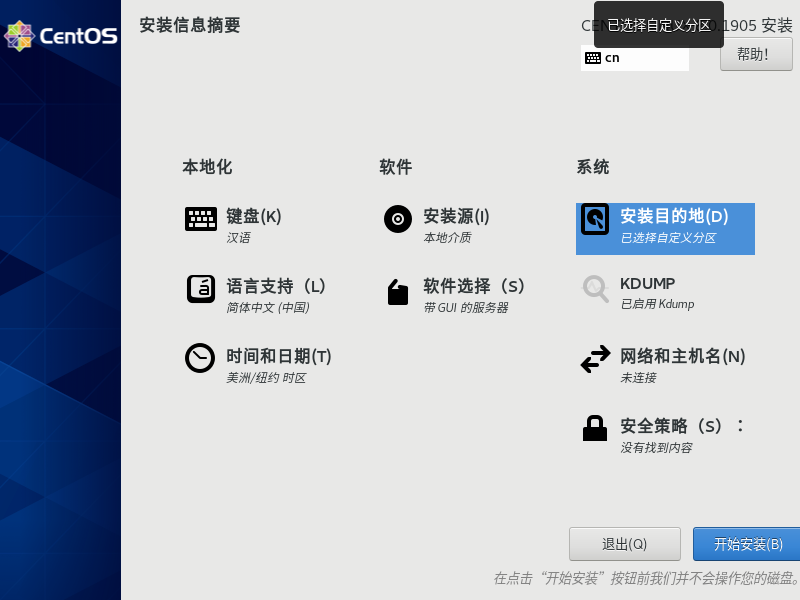 CentOS
安装信息摘要
已选择自定义分区
1905 安装
cn
帮助！
本地化
软件
系统
键盘(K)
汉语
安装源(I)
本地介质
安装目的地(D)
已选择自定义分区
语言支持（L）
简体中文 (中国)
软件选择（S）
带 GUI 的服务器
KDUMP
已启用 Kdump
时间和日期(T)
美洲/纽约 时区
网络和主机名(N)
未连接
安全策略（S）：
没有找到内容
退出(Q)
开始安装(B)
在点击“开始安装”按钮前我们并不会操作您的磁盘。